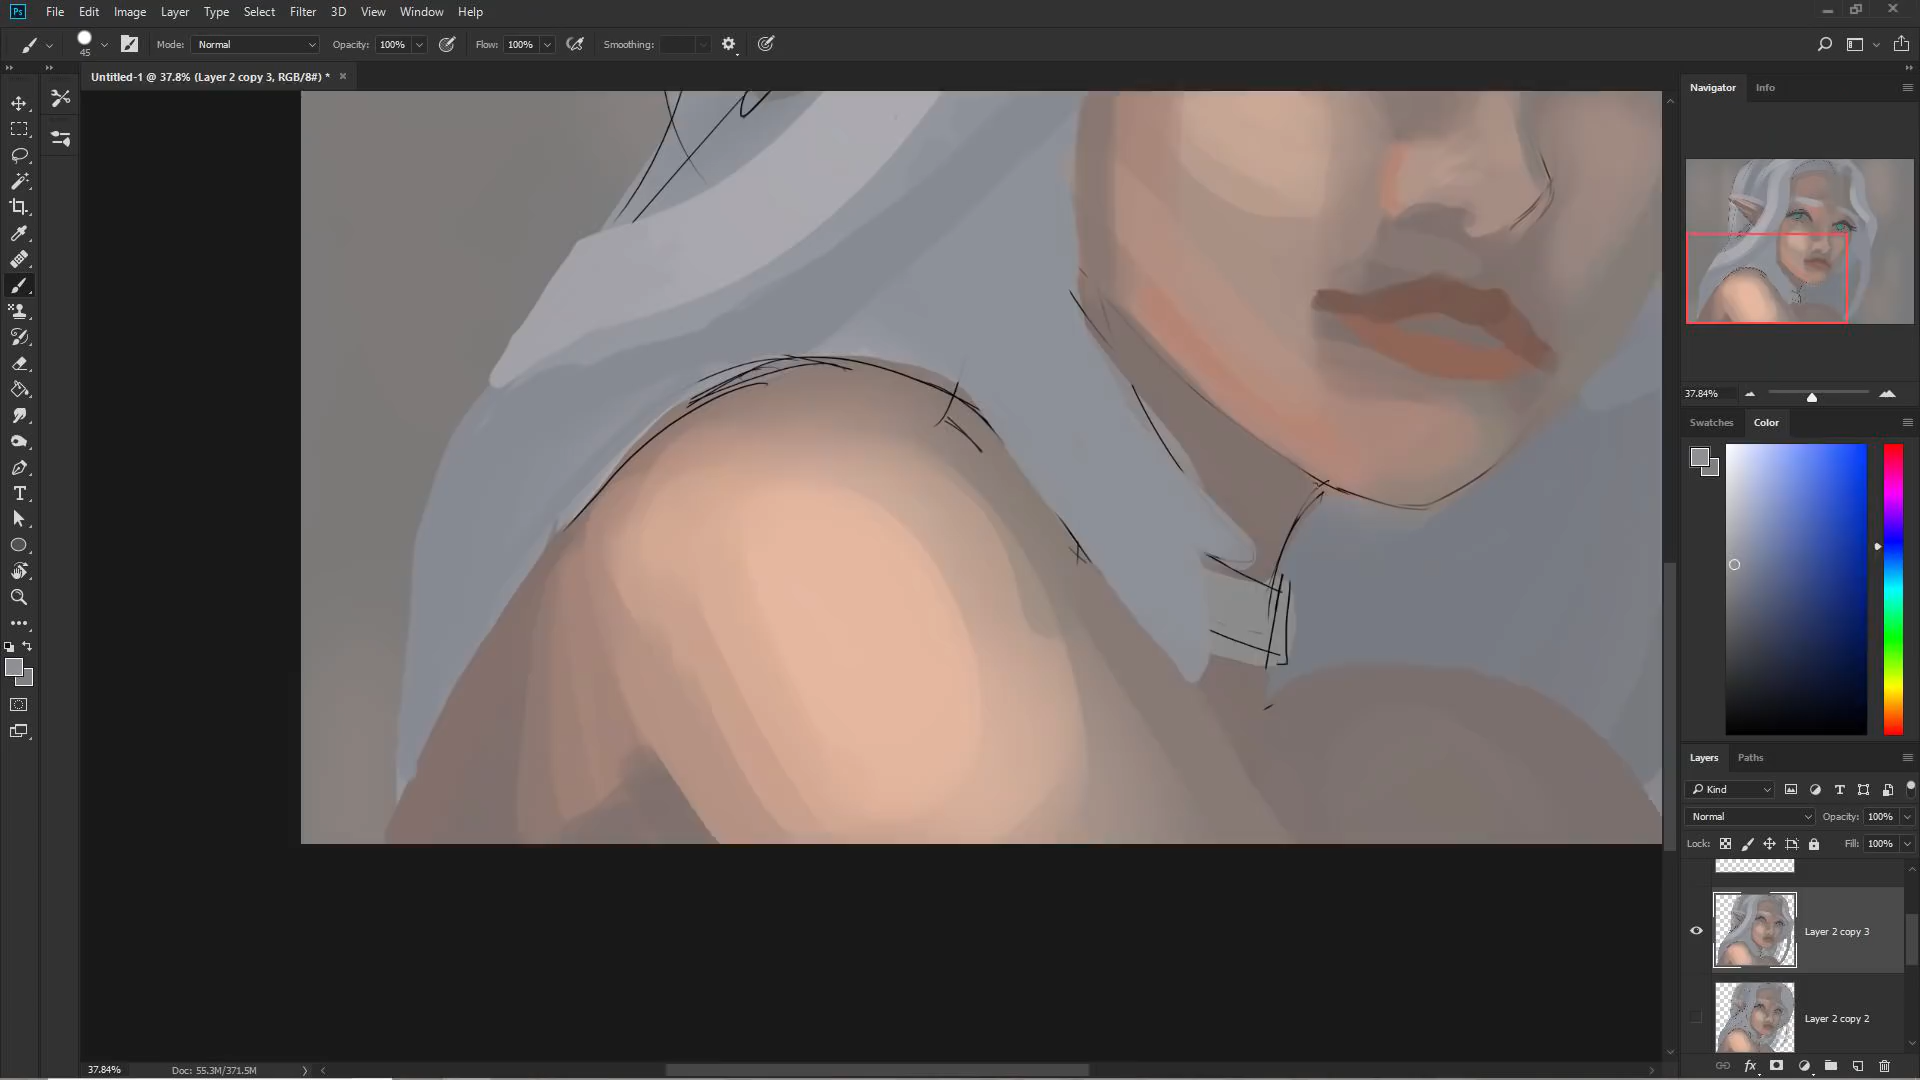 Ps File Edit Image Layer Type Select Filter 3D View Window Help
45 Mode: Normal Opacity: 100% Flow: 100% Smoothing:
Untitled-1 @ 37.8% (Layer 2 copy 3, RGB/8#) * ×
Navigator Info
37.84%
Swatches Color
Layers Paths
Kind
Normal Opacity: 100%
Lock: Fill: 100%
Layer 2 copy 3
Layer 2 copy 2
fx
37.84% Doc: 55.3M/371.5M